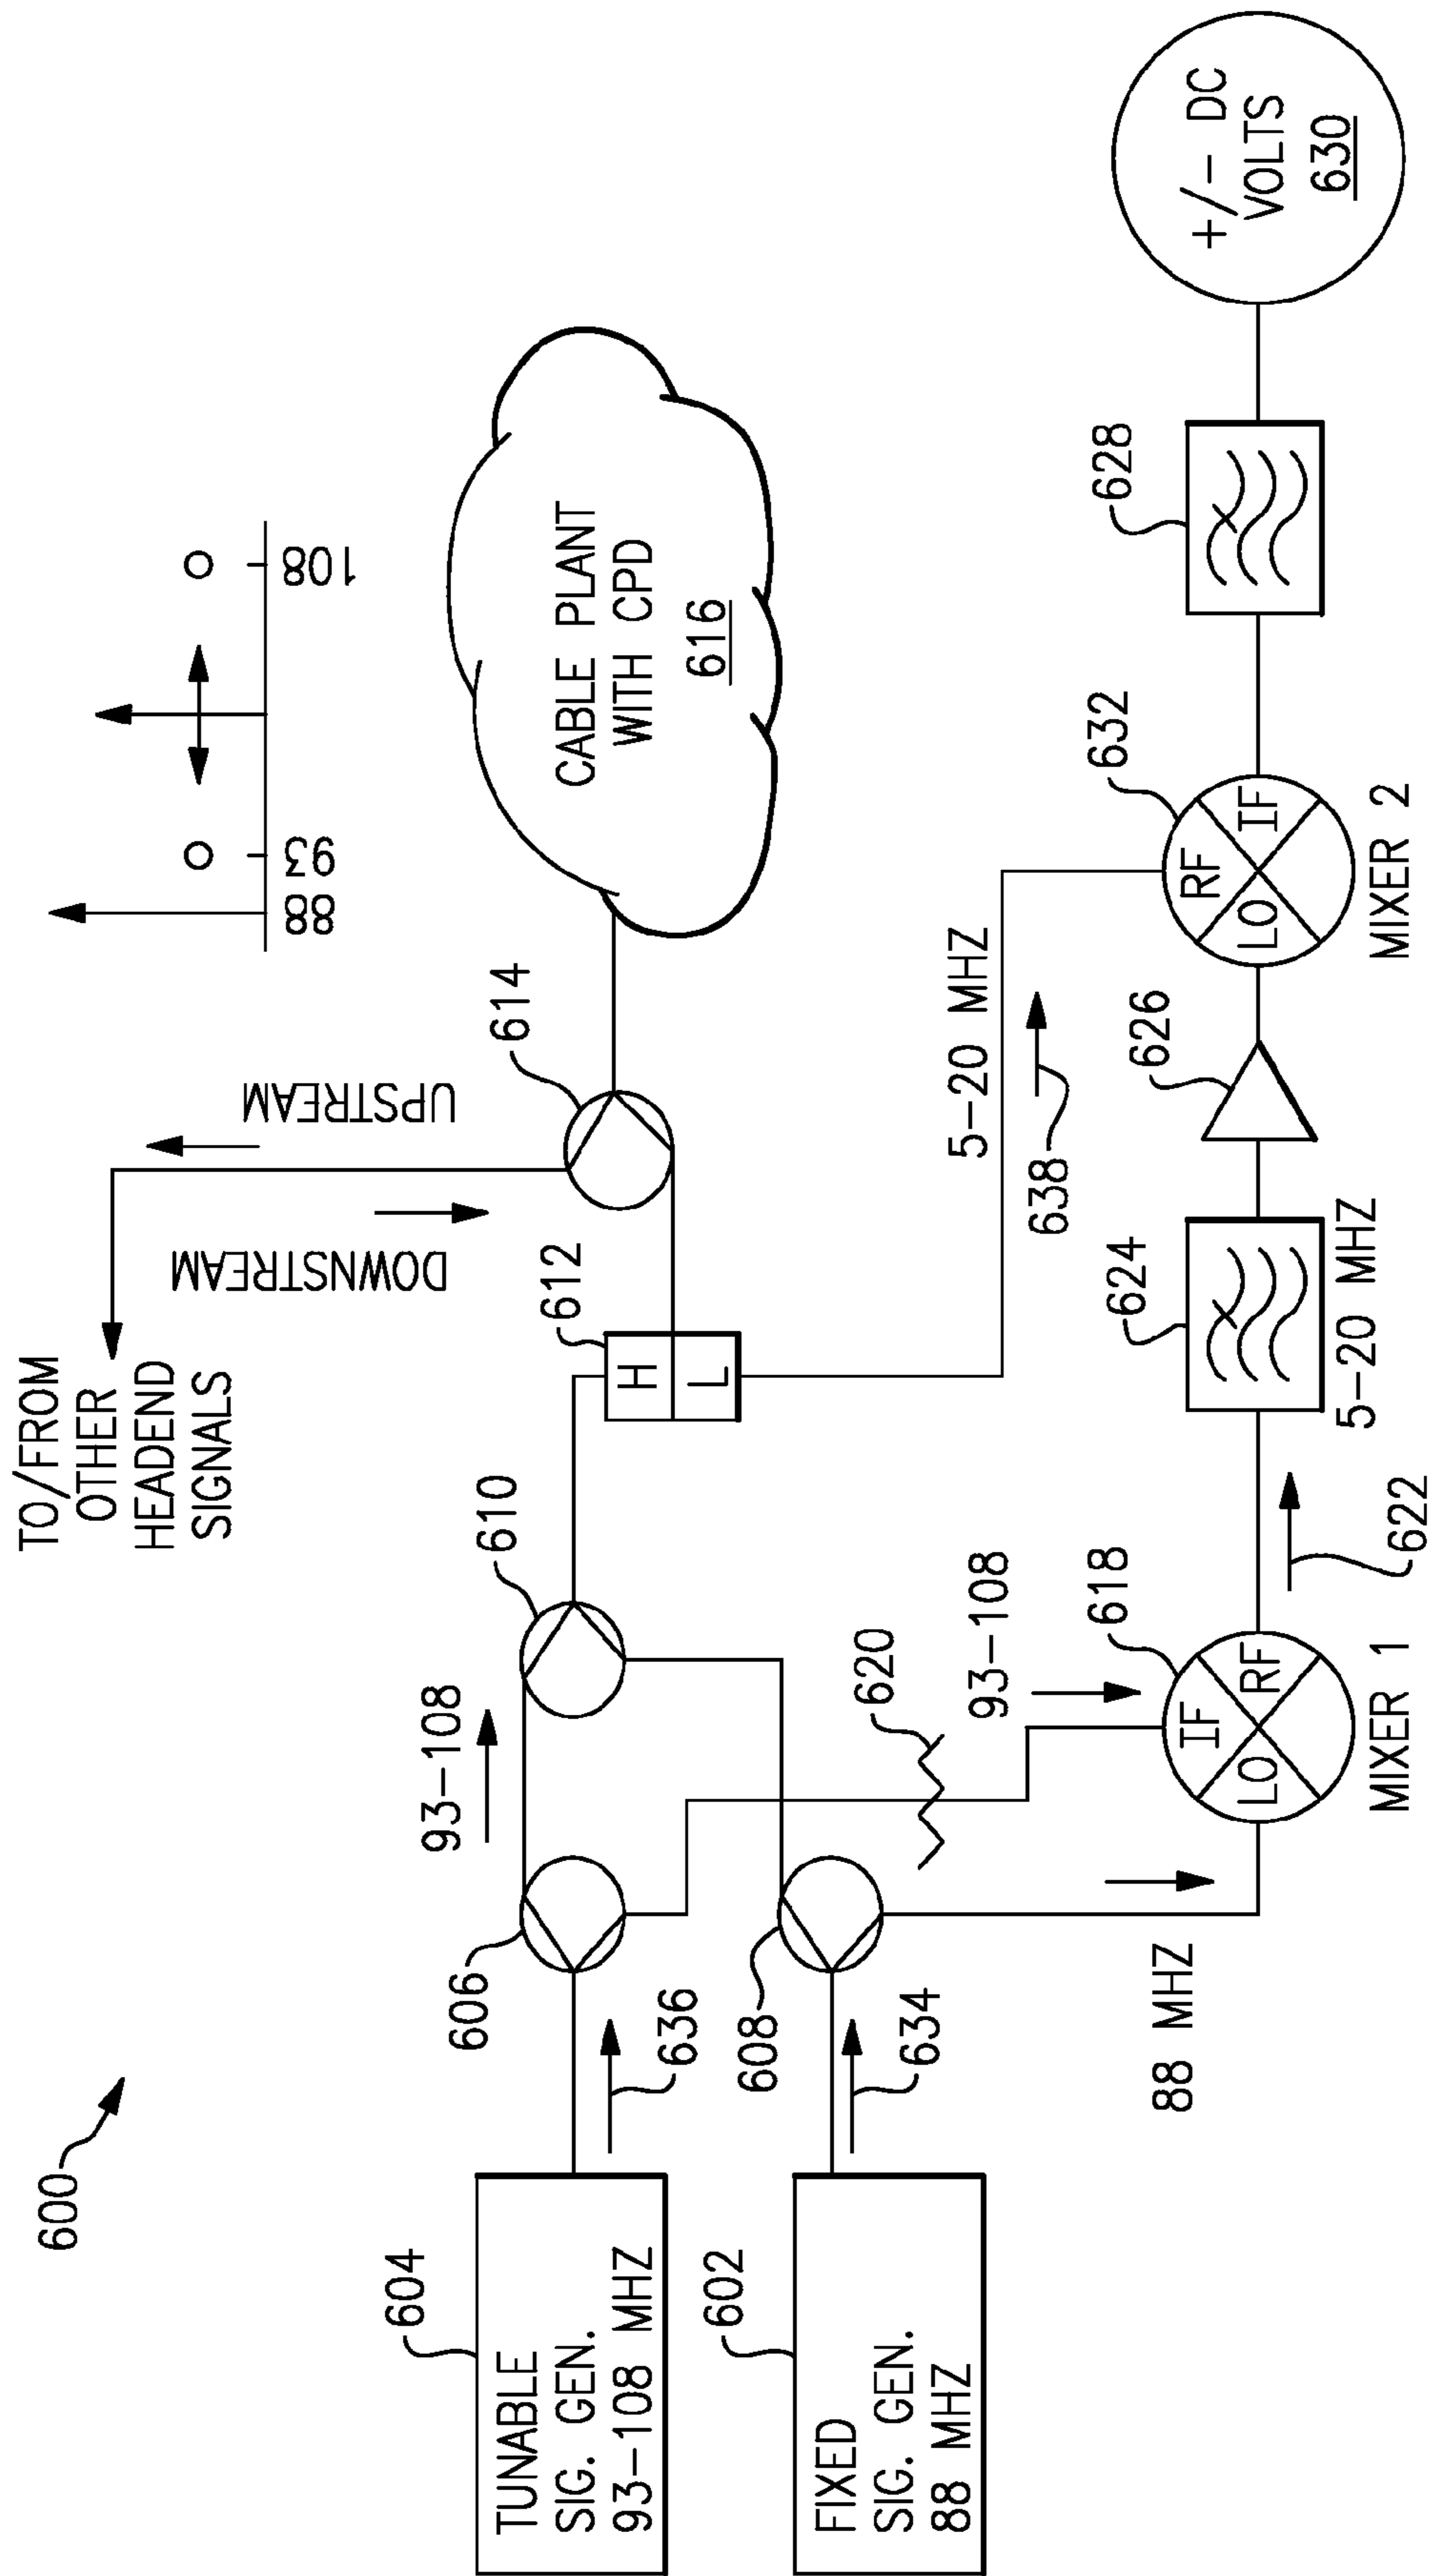 600
TO/FROM
OTHER
HEADEND
SIGNALS
UPSTREAM
DOWNSTREAM
88
93
108
604
TUNABLE
SIG. GEN.
93-108 MHZ
636
606
93-108
610
612
H
L
614
CABLE PLANT
WITH CPD
616
602
FIXED
SIG. GEN.
88 MHZ
634
608
620
93-108
88 MHZ
5-20 MHZ
638
618
IF
LO
RF
MIXER 1
622
624
5-20 MHZ
626
632
RF
LO
IF
MIXER 2
628
+/- DC
VOLTS
630